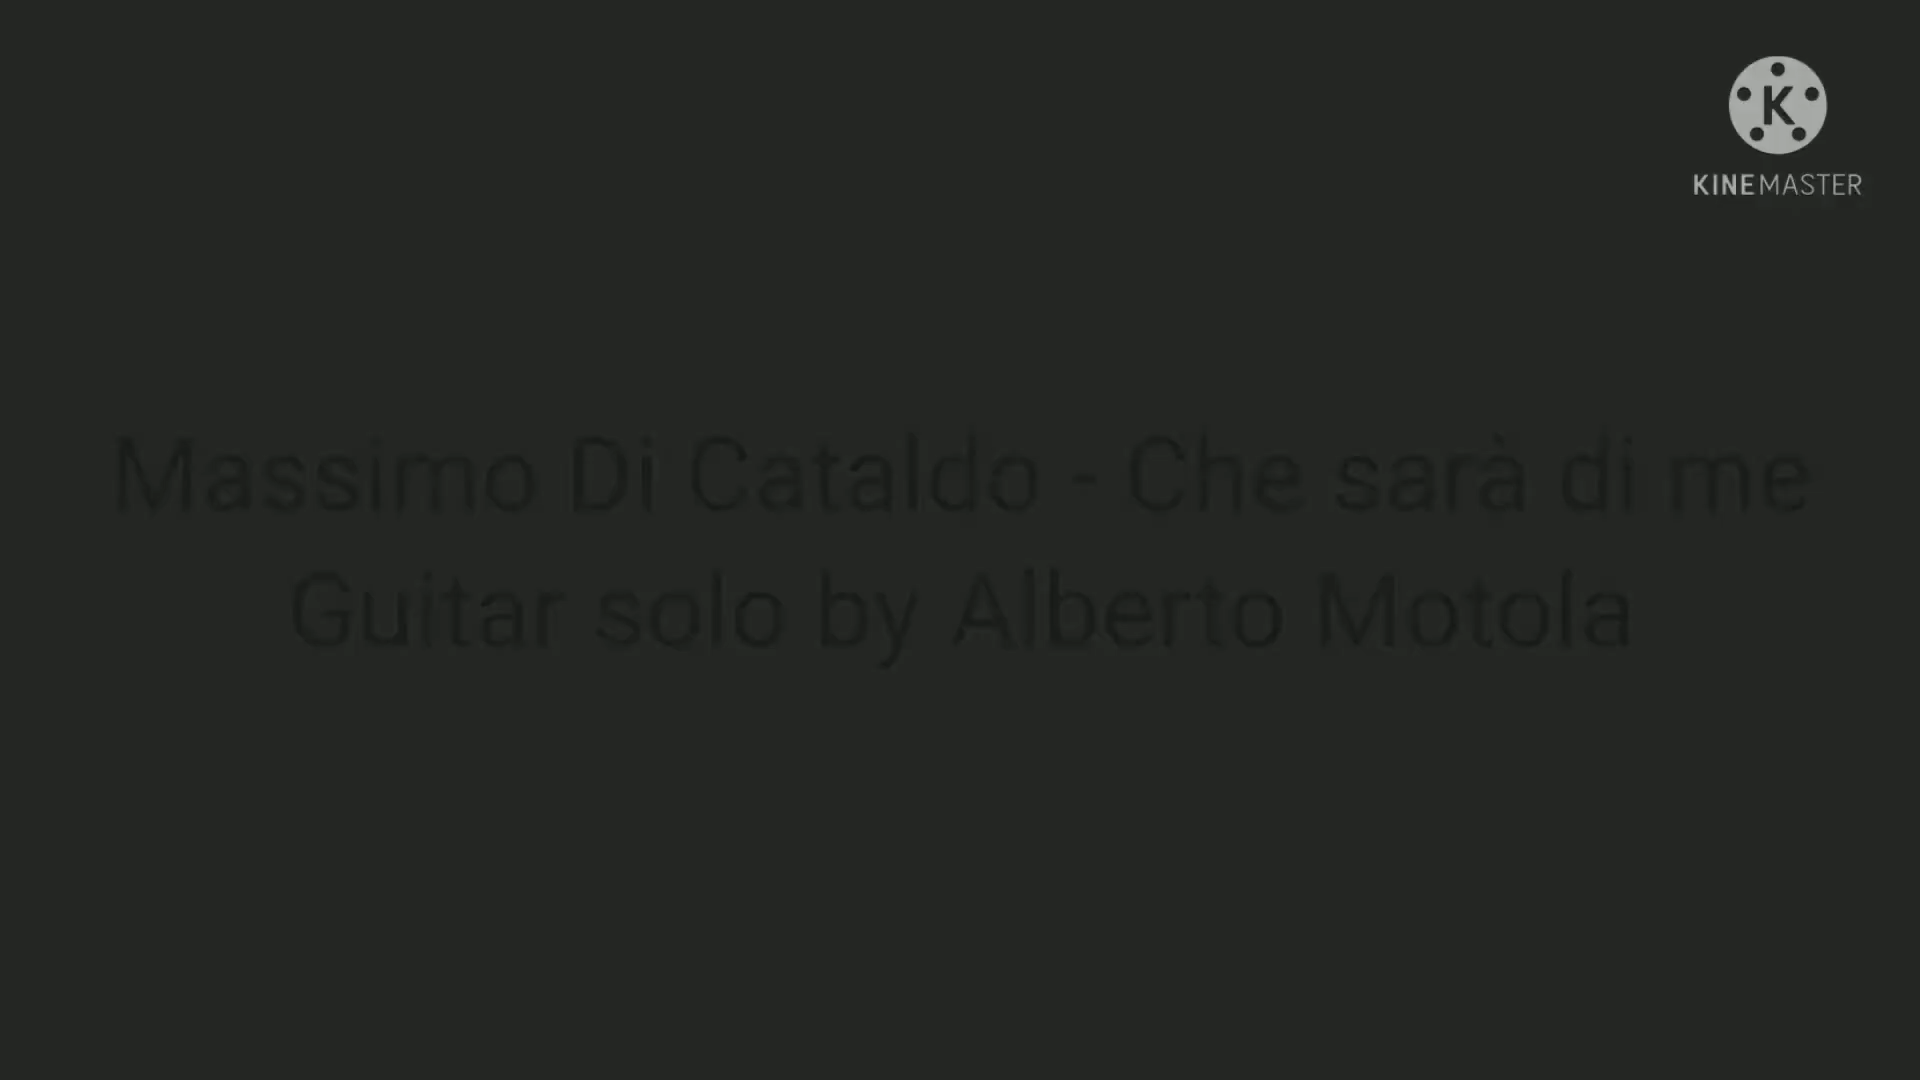 K
KINEMASTER
Massimo Di Cataldo - Che sarà di me
Guitar solo by Alberto Motola